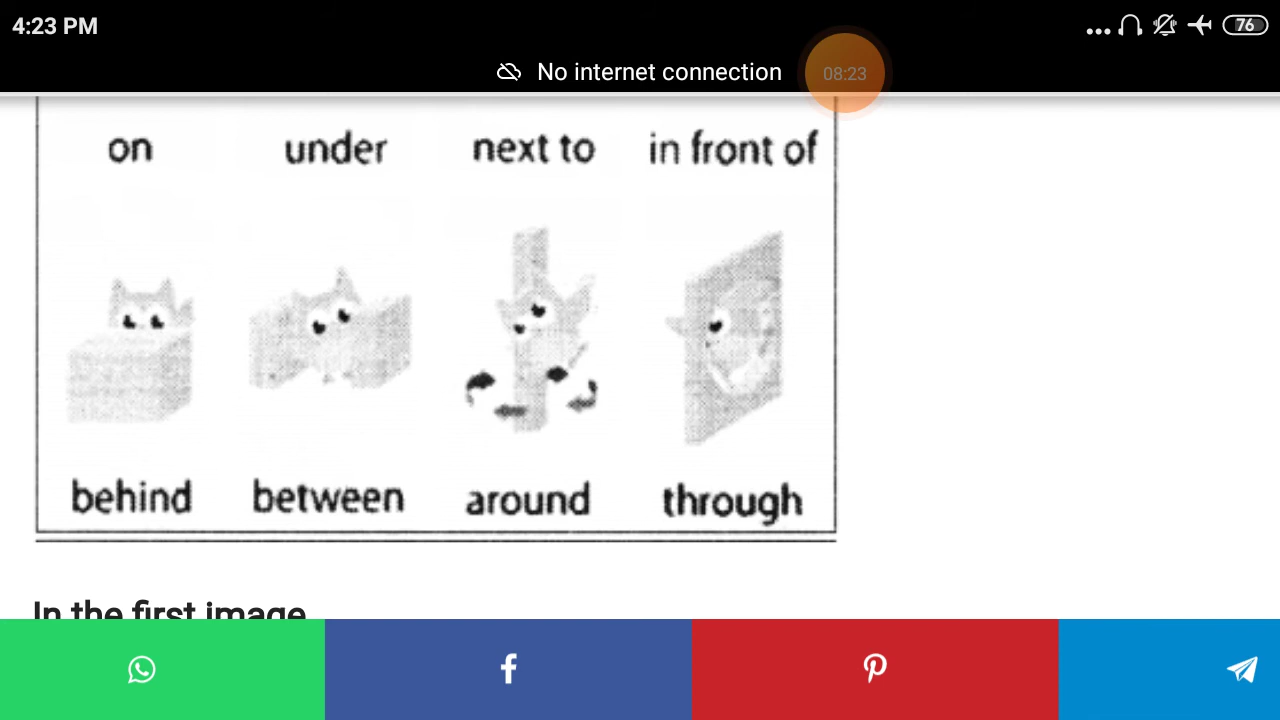 4:23 PM
76
No internet connection
08:23
on under next to in front of
behind between around through
In the first image